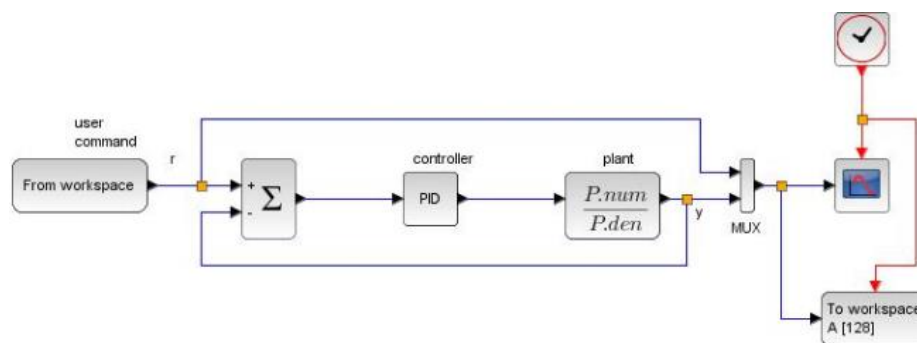 user
command
r
From workspace
+
-
Σ
controller
PID
plant
P.num
P.den
y
MUX
To workspace
A [128]